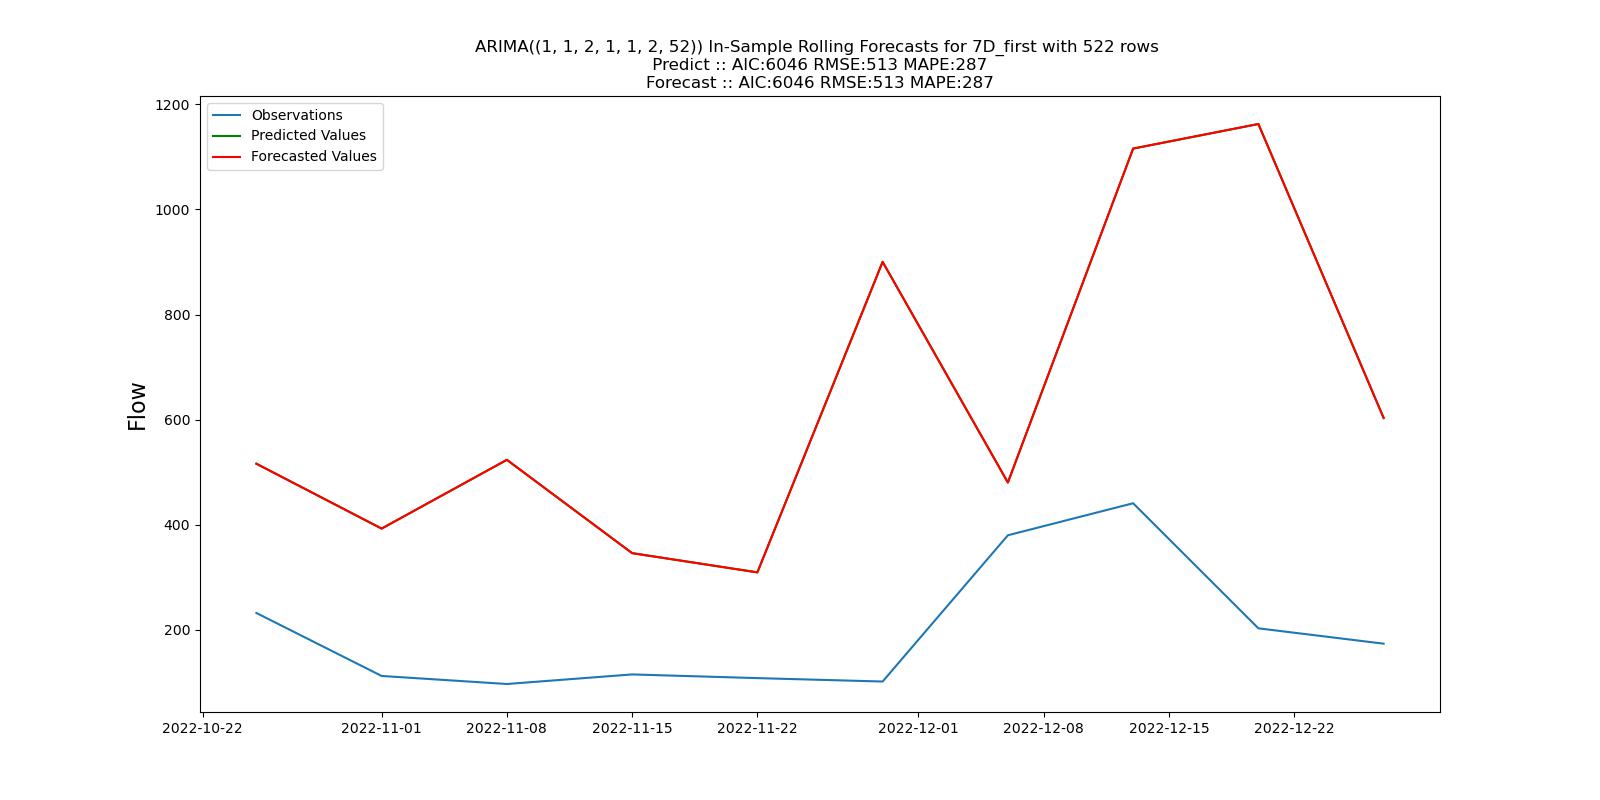 ARIMA((1, 1, 2, 1, 1, 2, 52)) In-Sample Rolling Forecasts for 7D_first with 522 rows
Predict :: AIC:6046 RMSE:513 MAPE:287
Forecast :: AIC:6046 RMSE:513 MAPE:287
Observations
Predicted Values
Forecasted Values
1200
1000
800
600
400
200
Flow
2022-10-22
2022-11-01
2022-11-08
2022-11-15
2022-11-22
2022-12-01
2022-12-08
2022-12-15
2022-12-22